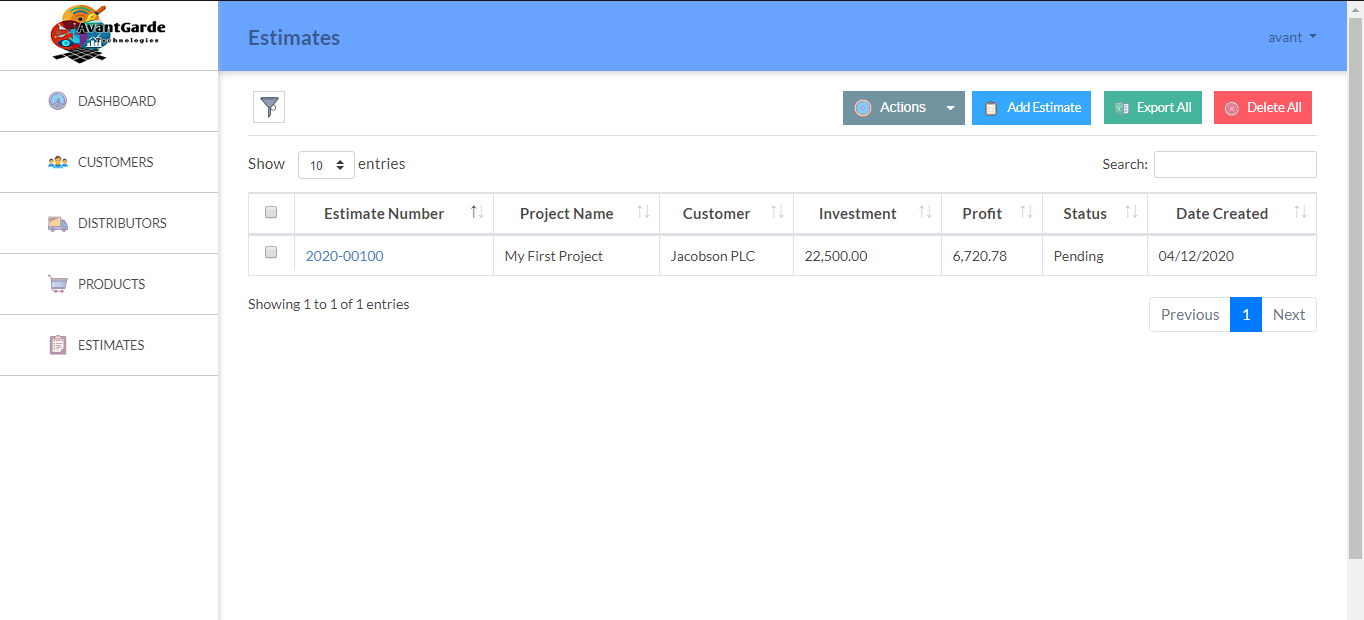 AvantGarde
Technologies
Estimates
avant
DASHBOARD
CUSTOMERS
DISTRIBUTORS
PRODUCTS
ESTIMATES
Actions
Add Estimate
Export All
Delete All
Show 10 entries
Search:
Estimate Number Project Name Customer Investment Profit Status Date Created
2020-00100 My First Project Jacobson PLC 22,500.00 6,720.78 Pending 04/12/2020
Showing 1 to 1 of 1 entries
Previous 1 Next